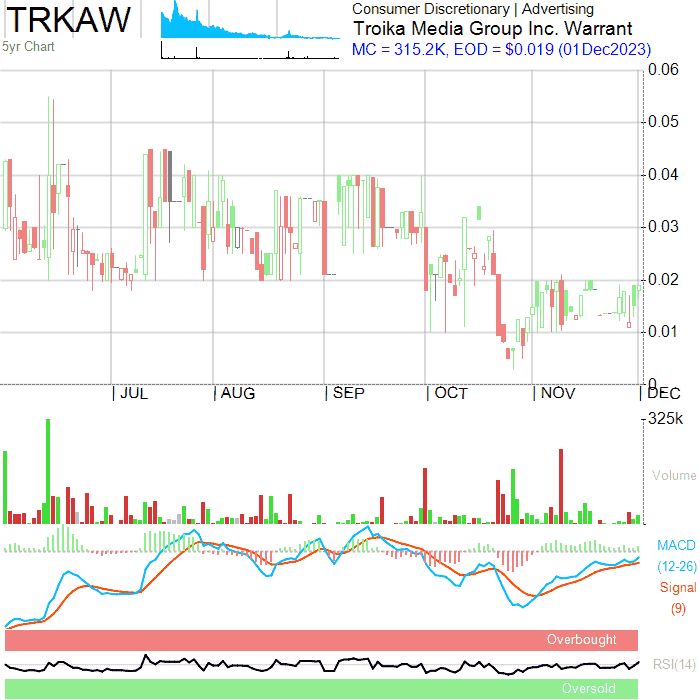 TRKAW
5yr Chart
Consumer Discretionary | Advertising
Troika Media Group Inc. Warrant
MC = 315.2K, EOD = $0.019 (01Dec2023)
0.06
0.05
0.04
0.03
0.02
0.01
0
| JUL | AUG | SEP | OCT | NOV | DEC
325k
Volume
MACD
(12-26)
Signal
(9)
Overbought
RSI(14)
Oversold